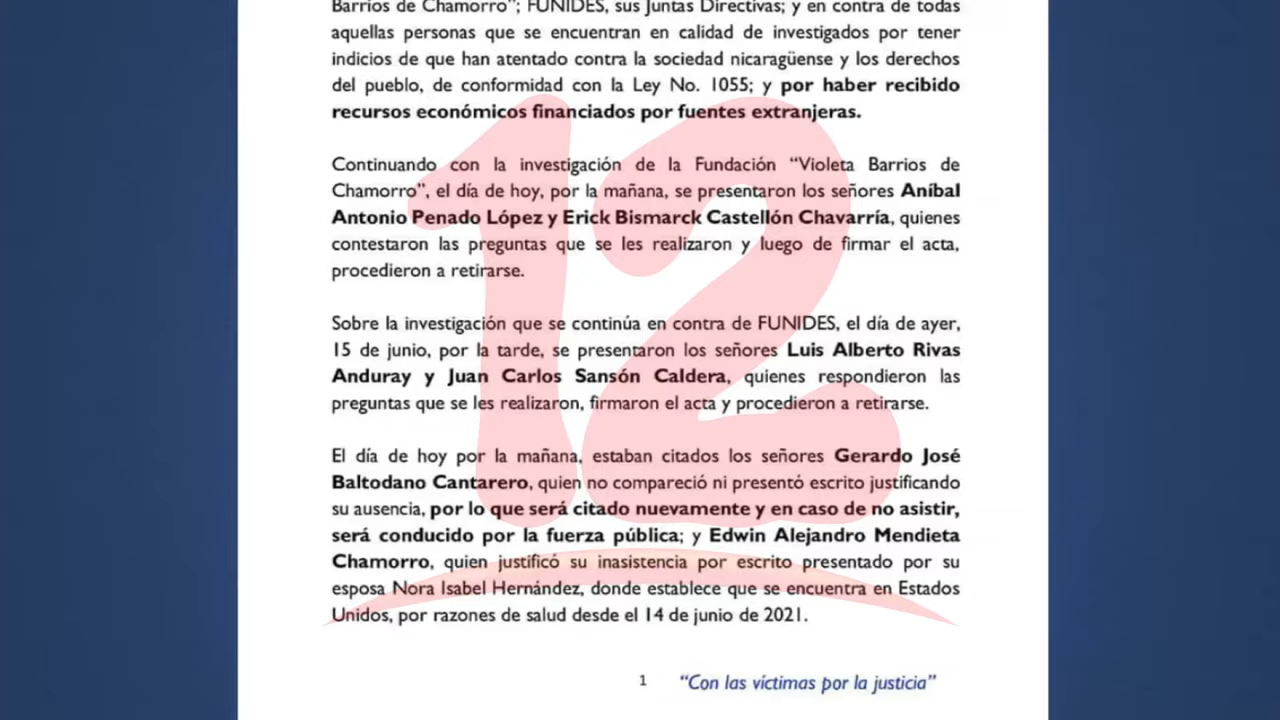 Barrios de Chamorro”; FUNIDES, sus Juntas Directivas; y en contra de todas
aquellas personas que se encuentran en calidad de investigados por tener
indicios de que han atentado contra la sociedad nicaragüense y los derechos
del pueblo, de conformidad con la Ley No. 1055; y por haber recibido
recursos económicos financiados por fuentes extranjeras.
Continuando con la investigación de la Fundación “Violeta Barrios de
Chamorro”, el día de hoy, por la mañana, se presentaron los señores Aníbal
Antonio Penado López y Erick Bismarck Castellón Chavarría, quienes
contestaron las preguntas que se les realizaron y luego de firmar el acta,
procedieron a retirarse.
Sobre la investigación que se continúa en contra de FUNIDES, el día de ayer,
15 de junio, por la tarde, se presentaron los señores Luis Alberto Rivas
Anduray y Juan Carlos Sansón Caldera, quienes respondieron las
preguntas que se les realizaron, firmaron el acta y procedieron a retirarse.
El día de hoy por la mañana, estaban citados los señores Gerardo José
Baltodano Cantarero, quien no compareció ni presentó escrito justificando
su ausencia, por lo que será citado nuevamente y en caso de no asistir,
será conducido por la fuerza pública; y Edwin Alejandro Mendieta
Chamorro, quien justificó su inasistencia por escrito presentado por su
esposa Nora Isabel Hernández, donde establece que se encuentra en Estados
Unidos, por razones de salud desde el 14 de junio de 2021.
1 “Con las víctimas por la justicia”
12